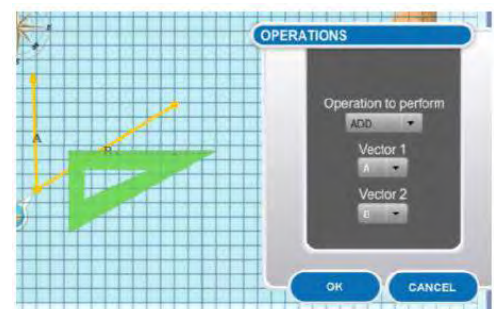 OPERATIONS
Operation to perform
ADD
A
Vector 1
B
A
Vector 2
B
OK
CANCEL